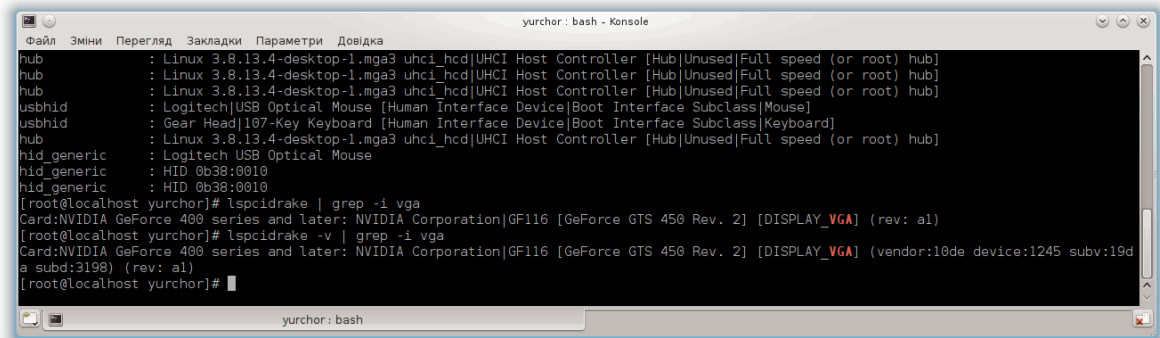 yurchor : bash - Konsole
Файл Зміни Перегляд Закладки Параметри Довідка
hub : Linux 3.8.13.4-desktop-1.mga3 uhci_hcd|UHCI Host Controller [Hub|Unused|Full speed (or root) hub]
hub : Linux 3.8.13.4-desktop-1.mga3 uhci_hcd|UHCI Host Controller [Hub|Unused|Full speed (or root) hub]
hub : Linux 3.8.13.4-desktop-1.mga3 uhci_hcd|UHCI Host Controller [Hub|Unused|Full speed (or root) hub]
usbhid : Logitech|USB Optical Mouse [Human Interface Device|Boot Interface Subclass|Mouse]
usbhid : Gear Head|107-Key Keyboard [Human Interface Device|Boot Interface Subclass|Keyboard]
hub : Linux 3.8.13.4-desktop-1.mga3 uhci_hcd|UHCI Host Controller [Hub|Unused|Full speed (or root) hub]
hid_generic : Logitech USB Optical Mouse
hid_generic : HID 0b38:0010
hid_generic : HID 0b38:0010
[root@localhost yurchor]# lspcidrake | grep -i vga
Card:NVIDIA GeForce 400 series and later: NVIDIA Corporation|GF116 [GeForce GTS 450 Rev. 2] [DISPLAY_VGA] (rev: a1)
[root@localhost yurchor]# lspcidrake -v | grep -i vga
Card:NVIDIA GeForce 400 series and later: NVIDIA Corporation|GF116 [GeForce GTS 450 Rev. 2] [DISPLAY_VGA] (vendor:10de device:1245 subv:19d
a subd:3198) (rev: a1)
[root@localhost yurchor]#
yurchor : bash